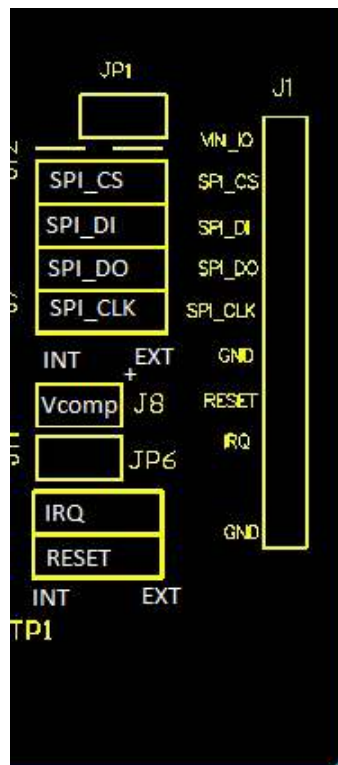 JP1
J1
VIN_IO
SPI_CS
SPI_CS
SPI_DI
SPI_DI
SPI_DO
SPI_DO
SPI_CLK
SPI_CLK
INT EXT
GND
+
Vcomp J8
RESET
IRQ
JP6
IRQ
GND
RESET
INT EXT
TP1